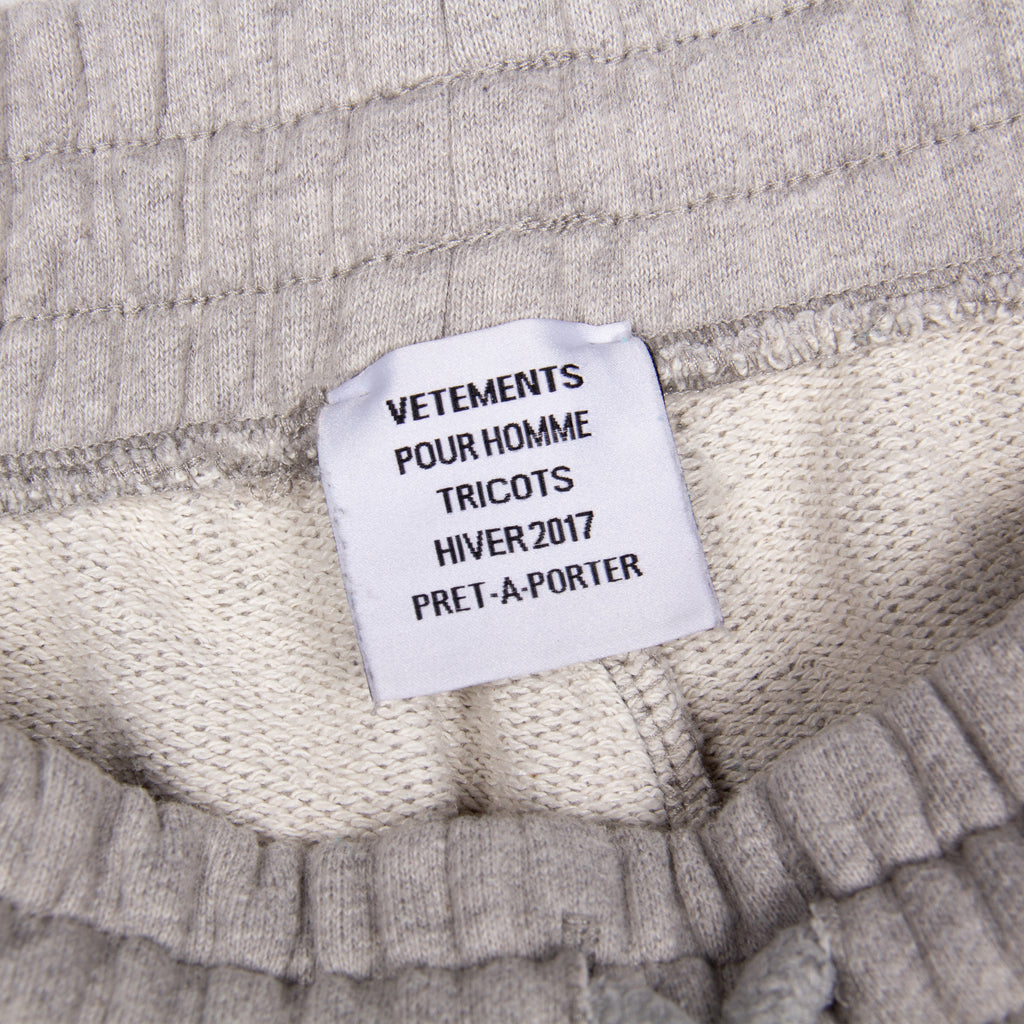 VETEMENTS
POUR HOMME
TRICOTS
HIVER 2017
PRET-A-PORTER